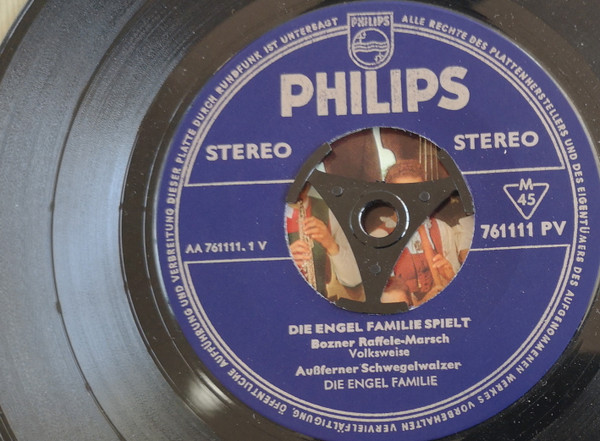 PHILIPS
PHILIPS
STEREO
STEREO
M
45
761111 PV
AA 761111.1 V
DIE ENGEL FAMILIE SPIELT
Bozner Raffele-Marsch
Volksweise
Außferner Schwegelwalzer
DIE ENGEL FAMILIE
ALLE RECHTE DES PLATTENHERSTELLERS UND DES EIGENTÜMERS DES AUFGENOMMENEN WERKES VORBEHALTEN VERVIELFÄLTIGUNG, ÖFFENTLICHE AUFFÜHRUNG UND VERBREITUNG DIESER PLATTE DURCH RUNDFUNK IST UNTERSAGT